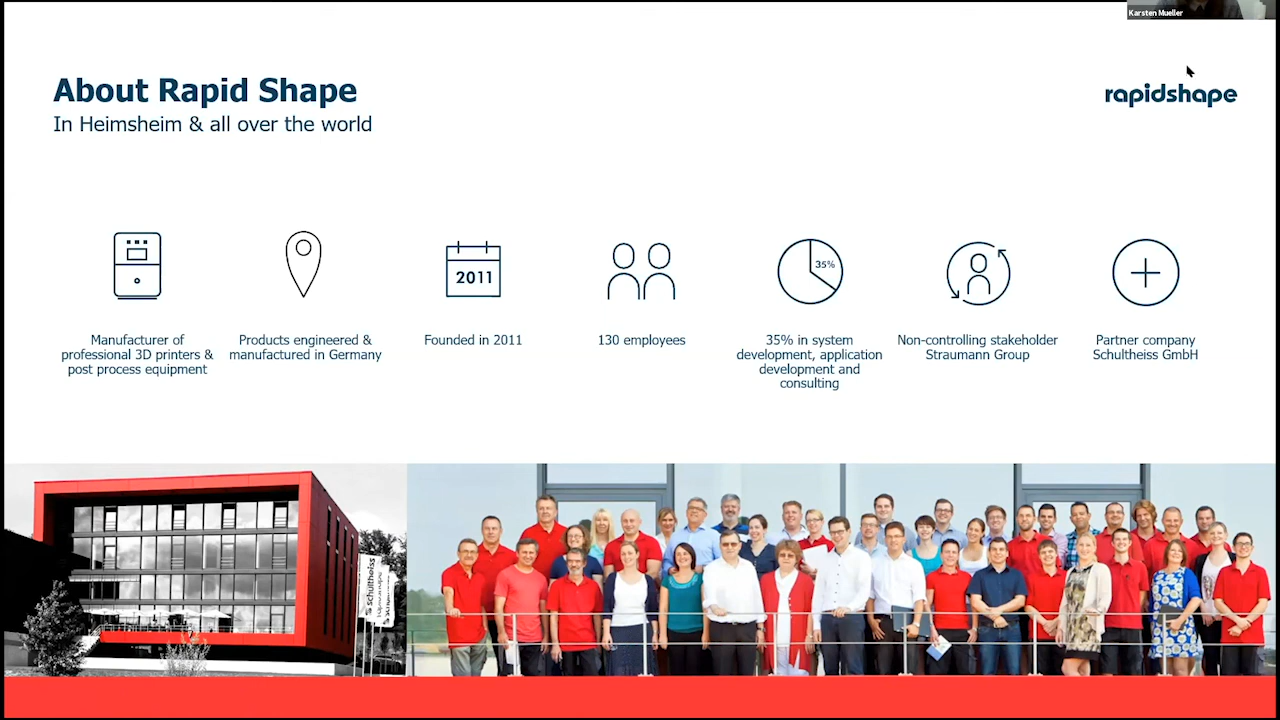 Karsten Mueller
About Rapid Shape
In Heimsheim & all over the world
rapidshape
2011
35%
Manufacturer of
professional 3D printers &
post process equipment
Products engineered &
manufactured in Germany
Founded in 2011
130 employees
35% in system
development, application
development and
consulting
Non-controlling stakeholder
Straumann Group
Partner company
Schultheiss GmbH
schultheiss